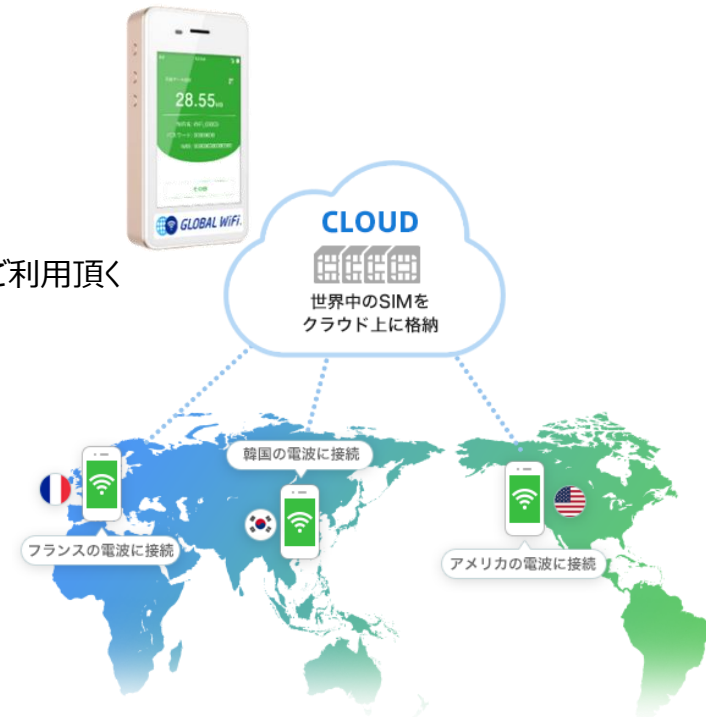 28.55
GLOBAL WiFi.
ご利用頂く
CLOUD
世界中のSIMを
クラウド上に格納
韓国の電波に接続
フランスの電波に接続
アメリカの電波に接続